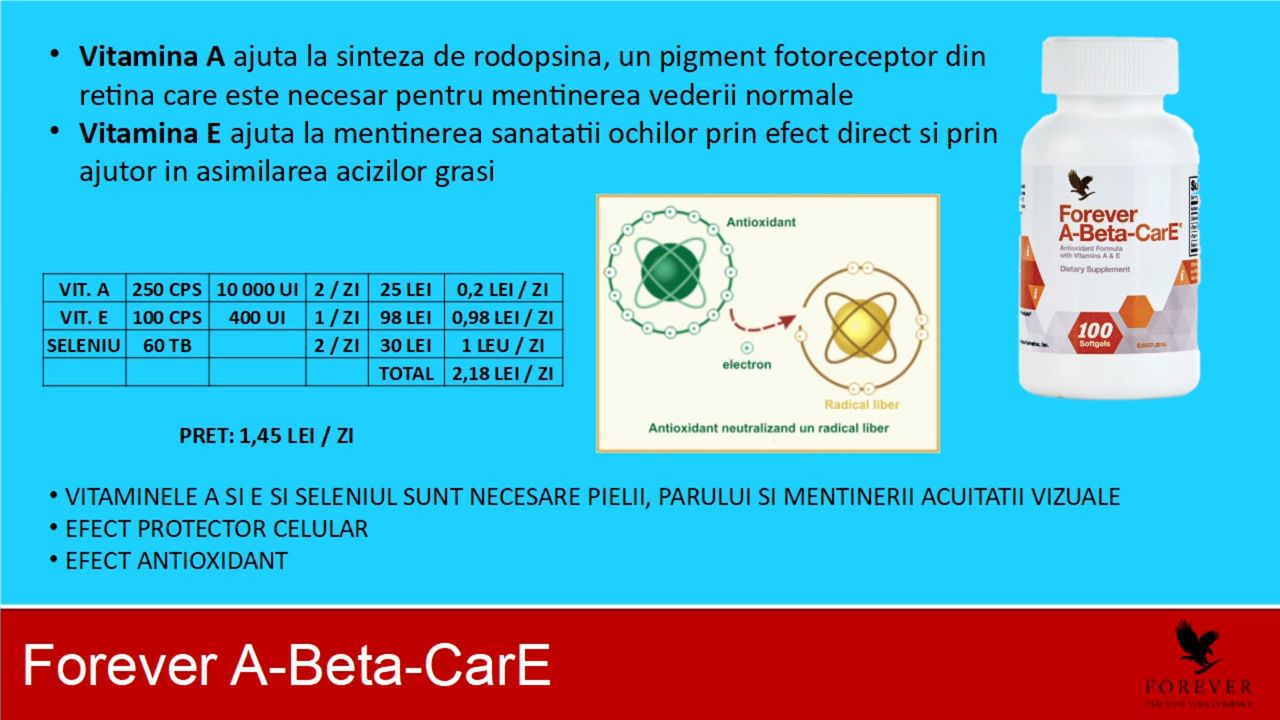 • Vitamina A ajuta la sinteza de rodopsina, un pigment fotoreceptor din
retina care este necesar pentru mentinerea vederii normale
• Vitamina E ajuta la mentinerea sanatatii ochilor prin efect direct si prin
ajutor in asimilarea acizilor grasi
VIT. A 250 CPS 10 000 UI 2 / ZI 25 LEI 0,2 LEI / ZI
VIT. E 100 CPS 400 UI 1 / ZI 98 LEI 0,98 LEI / ZI
SELENIU 60 TB 2 / ZI 30 LEI 1 LEU / ZI
TOTAL 2,18 LEI / ZI
PRET: 1,45 LEI / ZI
Antioxidant
electron
Radical liber
Antioxidant neutralizand un radical liber
Forever
A-Beta-CarE®
Antioxidant Formula
with Vitamins A & E
Dietary Supplement
100
Softgels
• VITAMINELE A SI E SI SELENIUL SUNT NECESARE PIELII, PARULUI SI MENTINERII ACUITATII VIZUALE
• EFECT PROTECTOR CELULAR
• EFECT ANTIOXIDANT
Forever A-Beta-CarE
FOREVER
THE ALOE VERA COMPANY